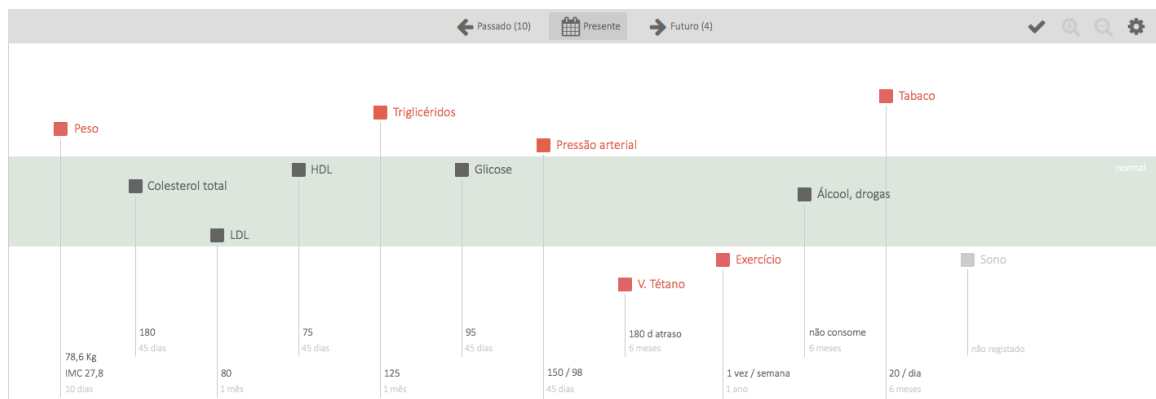 Passado (10)
Presente
Futuro (4)
Tabaco
Triglicéridos
Peso
Pressão arterial
normal
HDL
Glicose
Colesterol total
Álcool, drogas
LDL
Exercício
Sono
V. Tétano
180
45 dias
75
45 dias
95
45 dias
180 d atraso
6 meses
não consome
6 meses
não registado
78,6 Kg
IMC 27,8
10 dias
80
1 mês
125
1 mês
150 / 98
45 dias
1 vez / semana
1 ano
20 / dia
6 meses